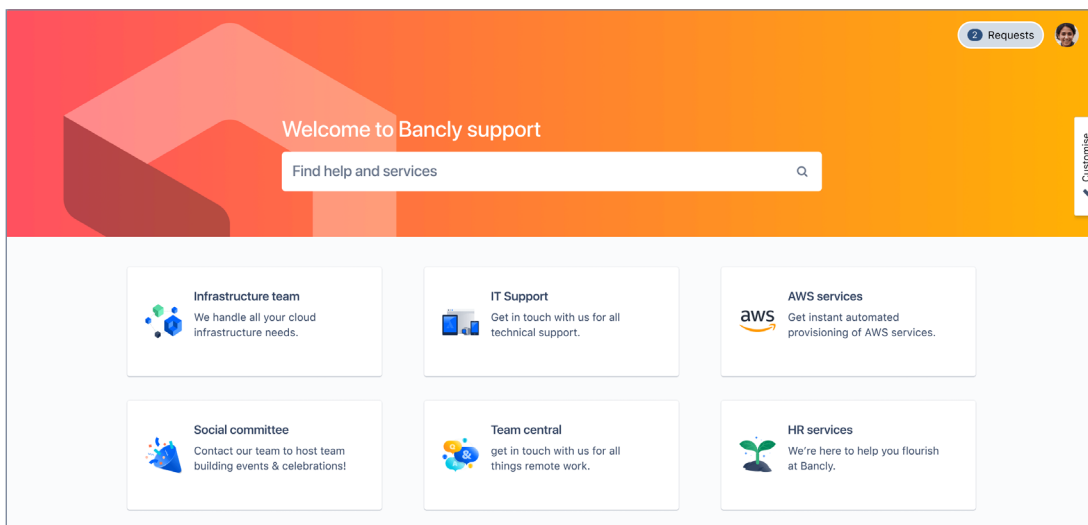 2 Requests
Customise
Welcome to Bancly support
Find help and services
Infrastructure team
We handle all your cloud
infrastructure needs.
IT Support
Get in touch with us for all
technical support.
aws
AWS services
Get instant automated
provisioning of AWS services.
Social committee
Contact our team to host team
building events & celebrations!
&
Team central
get in touch with us for all
things remote work.
HR services
We're here to help you flourish
at Bancly.